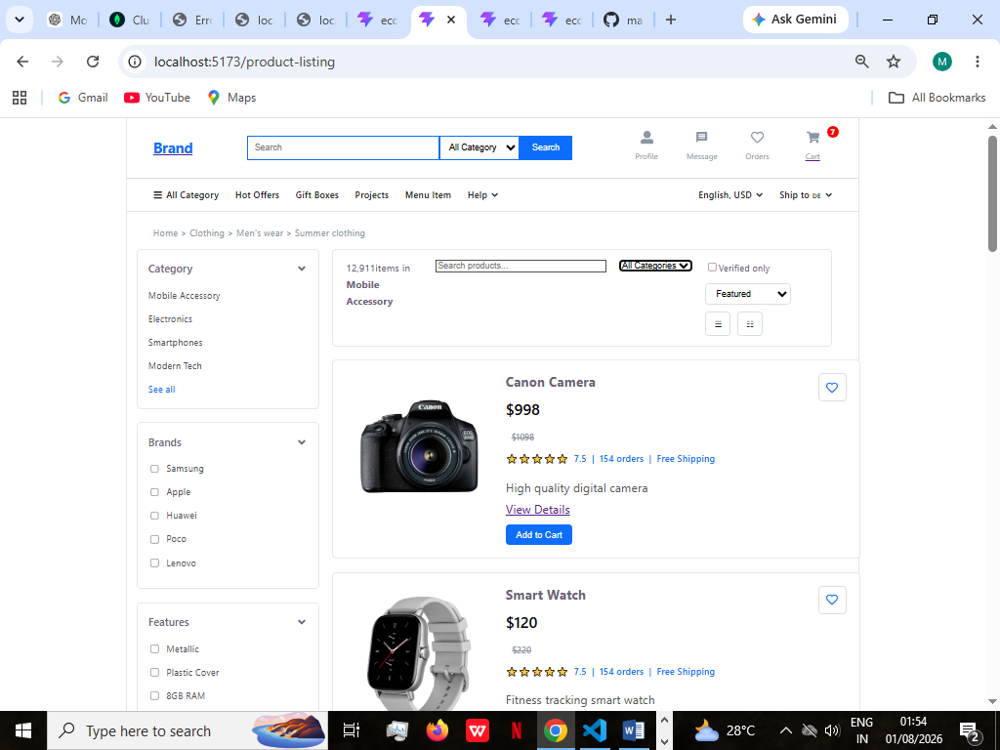 Mo
Clu
Erro
loc
loc
ecc
ecc
ecc
ma
Ask Gemini
localhost:5173/product-listing
M
Gmail
YouTube
Maps
All Bookmarks
Brand
Search
All Category
Search
Profile
Message
Orders
7
Cart
All Category
Hot Offers
Gift Boxes
Projects
Menu Item
Help
English, USD
Ship to DE
Home > Clothing > Men's wear > Summer clothing
Category
Mobile Accessory
Electronics
Smartphones
Modern Tech
See all
Brands
Samsung
Apple
Huawei
Poco
Lenovo
Features
Metallic
Plastic Cover
8GB RAM
12,911items in
Mobile
Accessory
Search products...
All Categories
Verified only
Featured
Canon
Canon Camera
$998
$1098
7.5 | 154 orders | Free Shipping
High quality digital camera
View Details
Add to Cart
Smart Watch
$120
$220
7.5 | 154 orders | Free Shipping
Fitness tracking smart watch
Type here to search
28°C
ENG
IN
01:54
01/08/2026
2